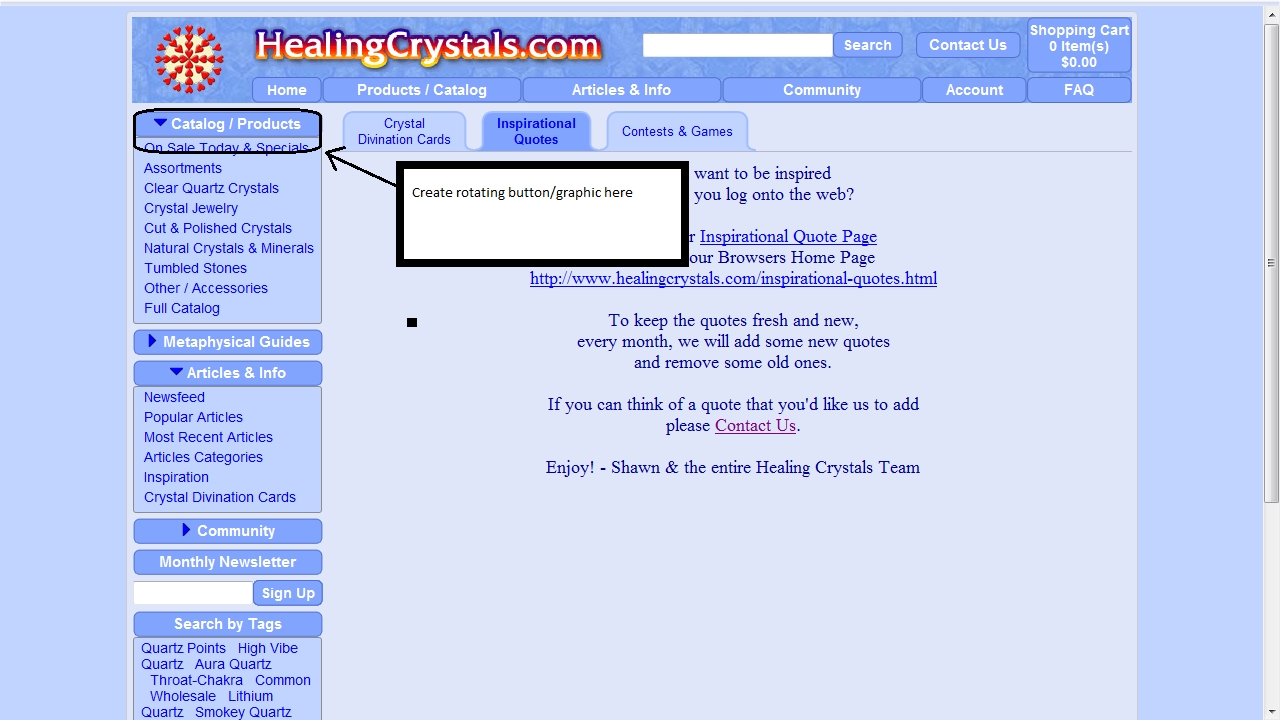 HealingCrystals.com
Search
Contact Us
Shopping Cart
0 Item(s)
$0.00
Home
Products / Catalog
Articles & Info
Community
Account
FAQ
Catalog / Products
On Sale Today & Specials
Assortments
Clear Quartz Crystals
Crystal Jewelry
Cut & Polished Crystals
Natural Crystals & Minerals
Tumbled Stones
Other / Accessories
Full Catalog
Metaphysical Guides
Articles & Info
Newsfeed
Popular Articles
Most Recent Articles
Articles Categories
Inspiration
Crystal Divination Cards
Community
Monthly Newsletter
Sign Up
Search by Tags
Quartz Points High Vibe
Quartz Aura Quartz
Throat-Chakra Common
Wholesale Lithium
Quartz Smokey Quartz
Crystal
Divination Cards
Inspirational
Quotes
Contests & Games
Create rotating button/graphic here
want to be inspired
you log onto the web?
r Inspirational Quote Page
our Browsers Home Page
http://www.healingcrystals.com/inspirational-quotes.html
To keep the quotes fresh and new,
every month, we will add some new quotes
and remove some old ones.
If you can think of a quote that you'd like us to add
please Contact Us.
Enjoy! - Shawn & the entire Healing Crystals Team